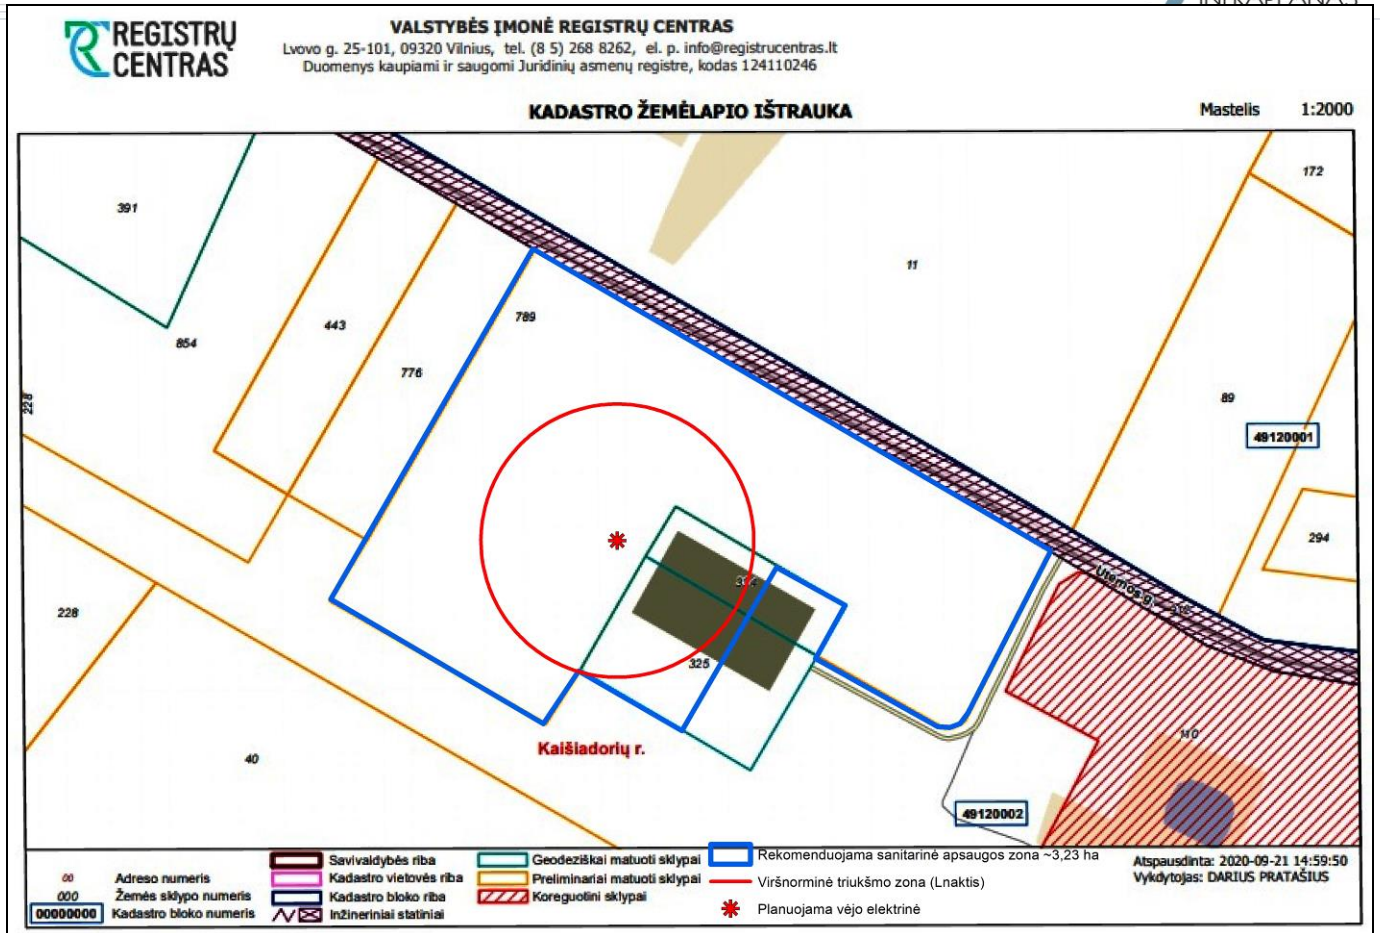 REGISTRŲ
CENTRAS
VALSTYBĖS ĮMONĖ REGISTRŲ CENTRAS
Lvovo g. 25-101, 09320 Vilnius, tel. (8 5) 268 8262, el. p. info@registrucentras.lt
Duomenys kaupiami ir saugomi Juridinių asmenų registre, kodas 124110246
KADASTRO ŽEMĖLAPIO IŠTRAUKA
Mastelis 1:2000
172
391
11
789
443
854
776
228
89
49120001
294
Utenos g.
228
325
110
Kaišiadorių r.
40
49120002
Savivaldybės riba
Geodeziškai matuoti sklypai
Rekomenduojama sanitarinė apsaugos zona ~3,23 ha
Atspausdinta: 2020-09-21 14:59:50
00 Adreso numeris
Kadastro vietovės riba
Preliminariai matuoti sklypai
Viršnorminė triukšmo zona (Lnaktis)
Vykdytojas: DARIUS PRATAŠIUS
000 Žemės sklypo numeris
Kadastro bloko riba
Koreguotini sklypai
00000000 Kadastro bloko numeris
Inžineriniai statiniai
Planuojama vėjo elektrinė